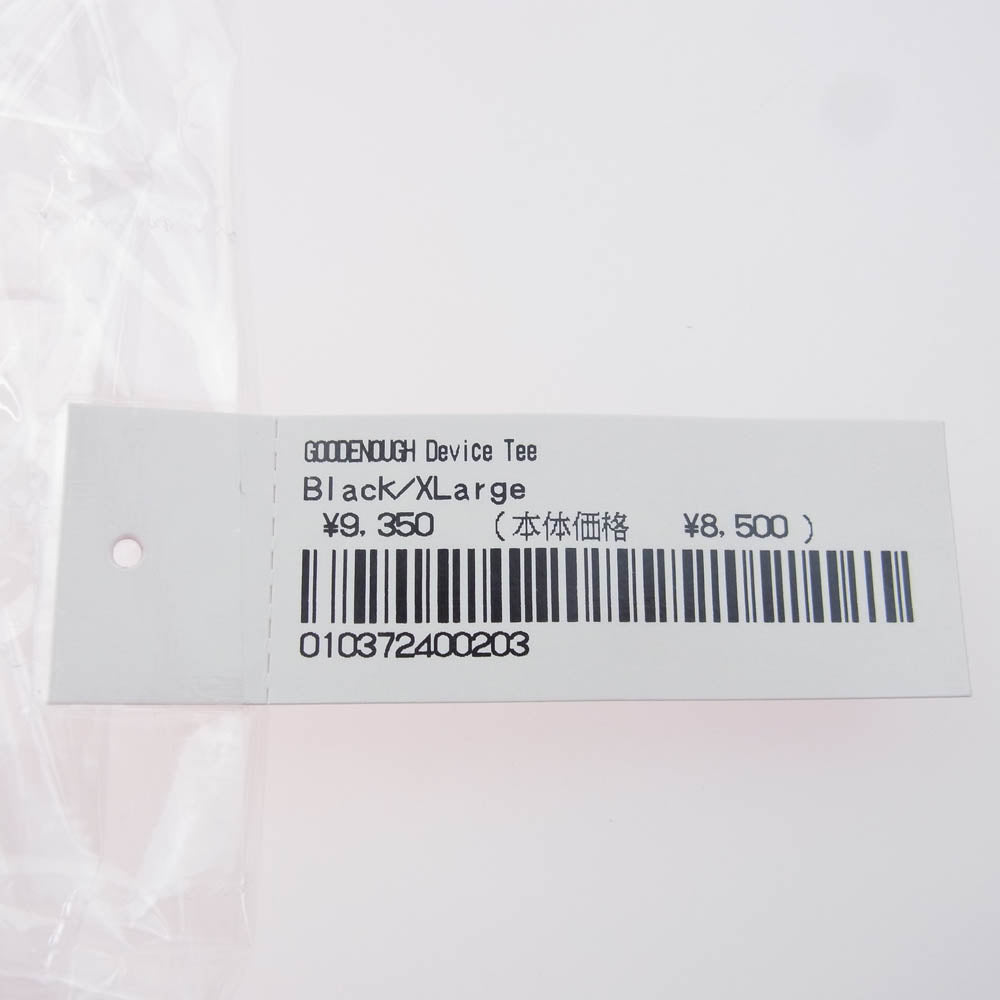 GOODENOUGH Device Tee
Black/XLarge
¥9,350 (本体価格 ¥8,500)
010372400203